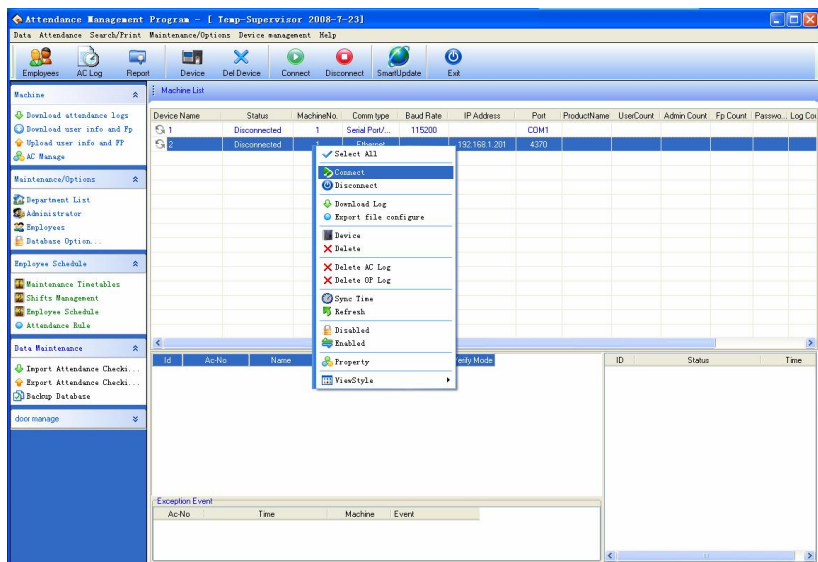 Attendance Management Program - [ Temp-Supervisor 2008-7-23]
Data Attendance Search/Print Maintenance/Options Device management Help
Employees AC Log Report Device Del Device Connect Disconnect SmartUpdate Exit
Machine
Download attendance logs
Download user info and Fp
Upload user info and FP
AC Manage
Maintenance/Options
Department List
Administrator
Employees
Database Option...
Employee Schedule
Maintenance Timetables
Shifts Management
Employee Schedule
Attendance Rule
Data Maintenance
Import Attendance Checki...
Export Attendance Checki...
Backup Database
door manage
Machine List
Device Name Status MachineNo. Comm type Baud Rate IP Address Port ProductName UserCount Admin Count Fp Count Passwo... Log Cou
1 Disconnected 1 Serial Port/... 115200 COM1
2 Disconnected 1 Ethernet 192.168.1.201 4370
Select All
Connect
Disconnect
Download Log
Export file configure
Device
Delete
Delete AC Log
Delete OP Log
Sync Time
Refresh
Disabled
Enabled
Property
ViewStyle
Id Ac-No Name erify Mode
ID Status Time
Exception Event
Ac-No Time Machine Event